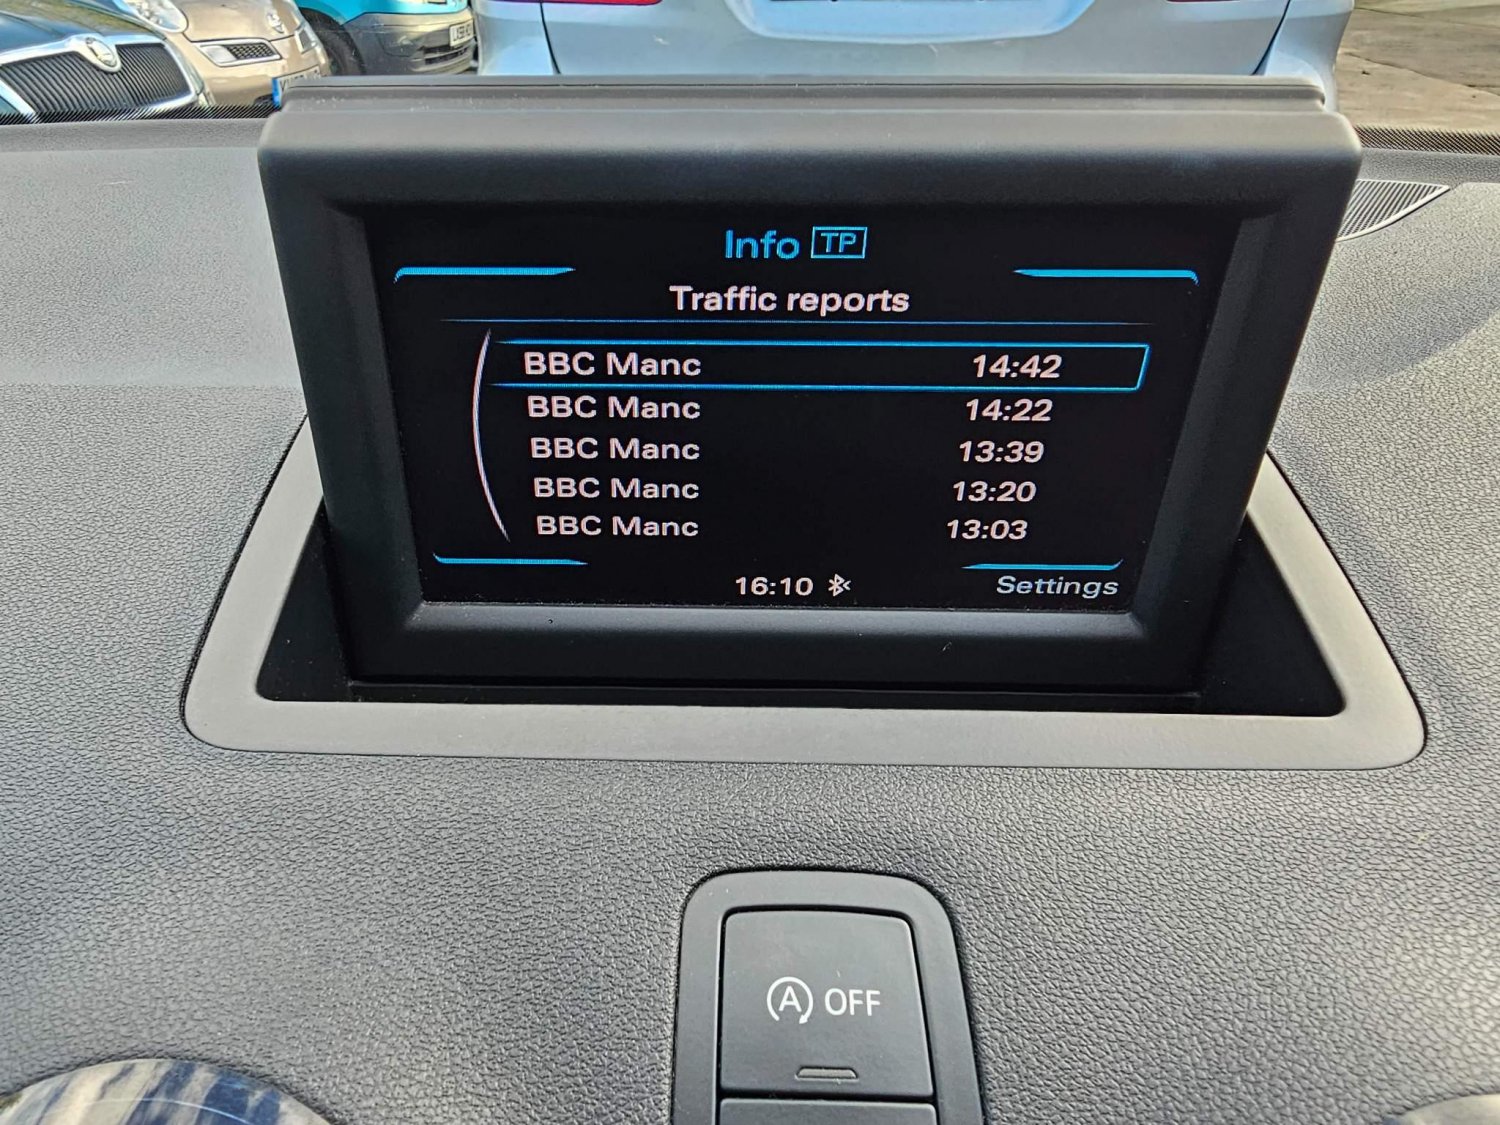 Info TP
Traffic reports
BBC Manc 14:42
BBC Manc 14:22
BBC Manc 13:39
BBC Manc 13:20
BBC Manc 13:03
16:10 Settings
A OFF